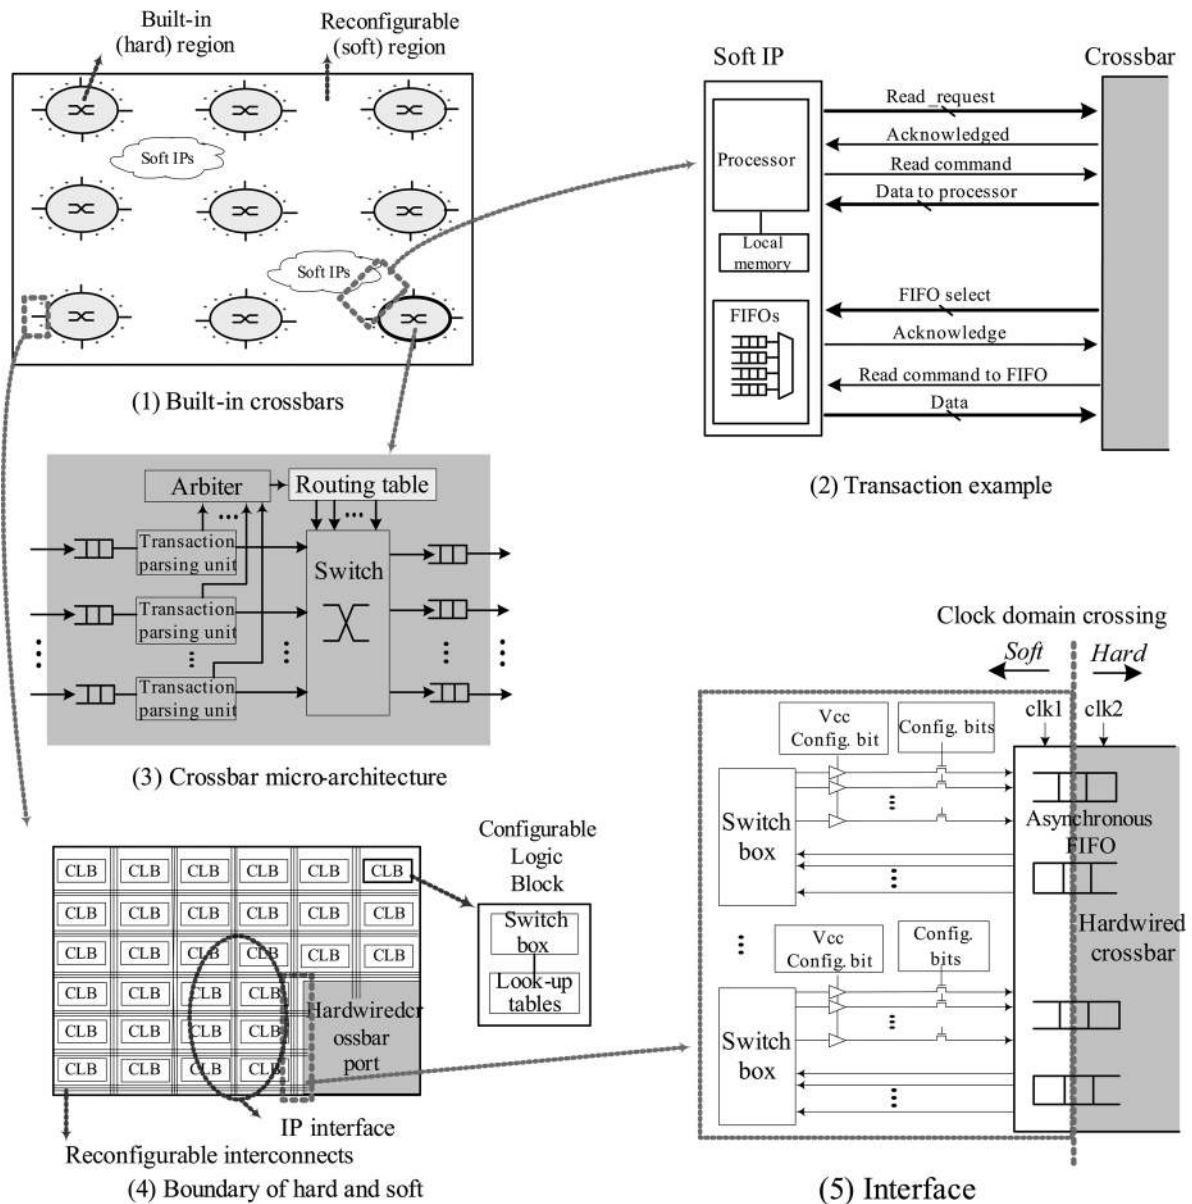 Built-in
(hard) region
Reconfigurable
(soft) region
Soft IPs
Soft IPs
(1) Built-in crossbars
Soft IP
Crossbar
Processor
Local
memory
FIFOs
Read_request
Acknowledged
Read command
Data to processor
FIFO select
Acknowledge
Read command to FIFO
Data
(2) Transaction example
Arbiter
Routing table
Transaction
parsing unit
Transaction
parsing unit
Transaction
parsing unit
Switch
(3) Crossbar micro-architecture
CLB CLB CLB CLB CLB CLB
CLB CLB CLB CLB CLB CLB
CLB CLB CLB CLB CLB CLB
CLB CLB CLB CLB
CLB CLB CLB CLB
CLB CLB CLB CLB
Hardwiredcr
ossbar
port
Configurable
Logic
Block
Switch
box
Look-up
tables
IP interface
Reconfigurable interconnects
(4) Boundary of hard and soft
Clock domain crossing
Soft Hard
clk1 clk2
Vcc
Config. bit
Config. bits
Switch
box
Asynchronous
FIFO
Hardwired
crossbar
Vcc
Config. bit
Config.
bits
Switch
box
(5) Interface